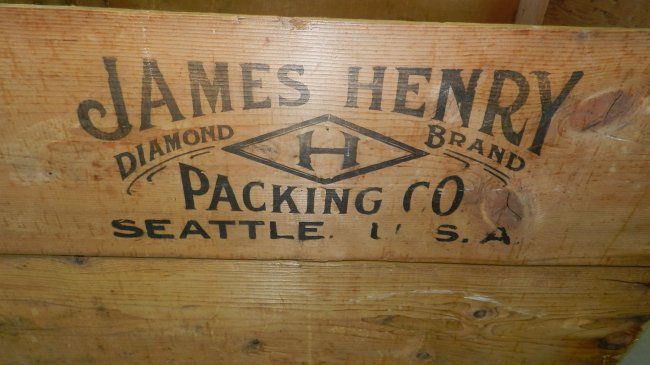 JAMES HENRY
DIAMOND H BRAND
PACKING CO
SEATTLE. U.S.A.